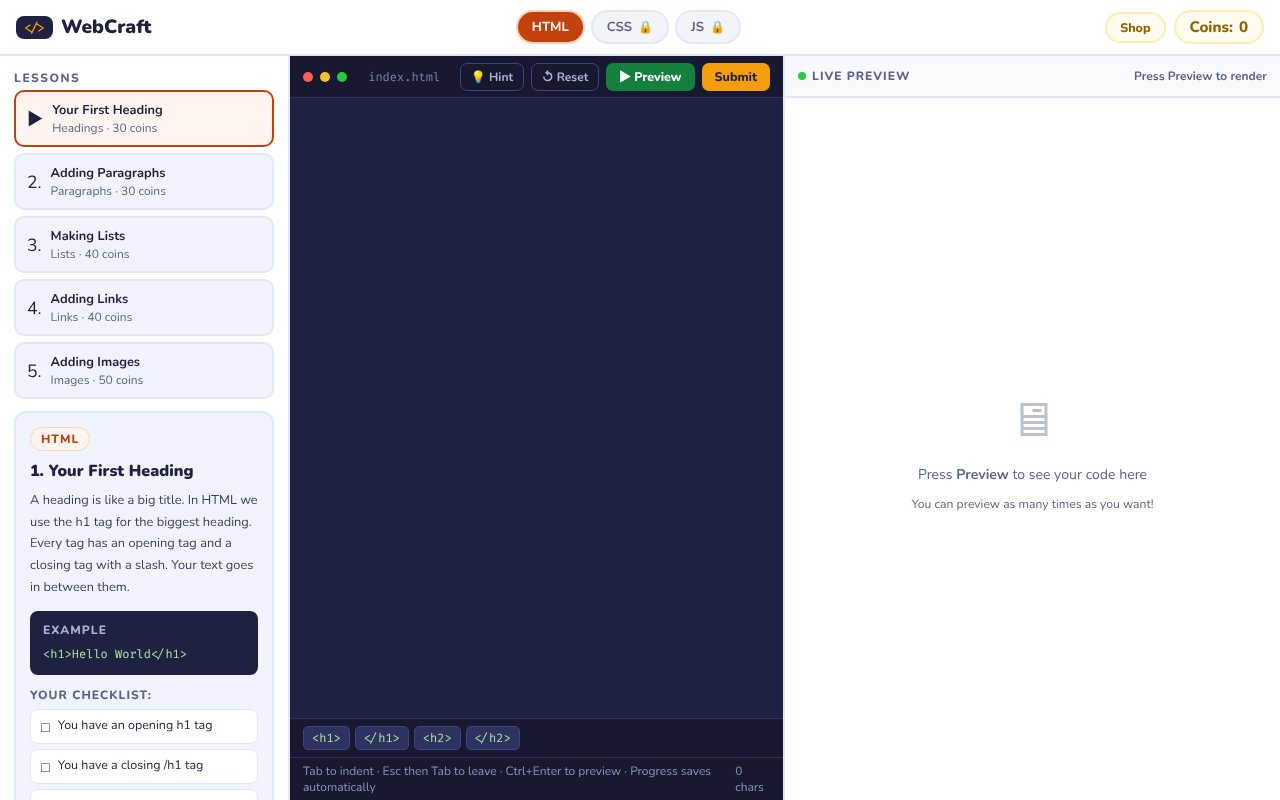 </> WebCraft
HTML
CSS 🔒
JS 🔒
Shop
Coins: 0
LESSONS
Your First Heading
Headings · 30 coins
2. Adding Paragraphs
Paragraphs · 30 coins
3. Making Lists
Lists · 40 coins
4. Adding Links
Links · 40 coins
5. Adding Images
Images · 50 coins
HTML
1. Your First Heading
A heading is like a big title. In HTML we
use the h1 tag for the biggest heading.
Every tag has an opening tag and a
closing tag with a slash. Your text goes
in between them.
EXAMPLE
<h1>Hello World</h1>
YOUR CHECKLIST:
You have an opening h1 tag
You have a closing /h1 tag
index.html
💡 Hint
↺ Reset
▶ Preview
Submit
<h1>
</h1>
<h2>
</h2>
Tab to indent · Esc then Tab to leave · Ctrl+Enter to preview · Progress saves
automatically
0
chars
LIVE PREVIEW
Press Preview to render
Press Preview to see your code here
You can preview as many times as you want!